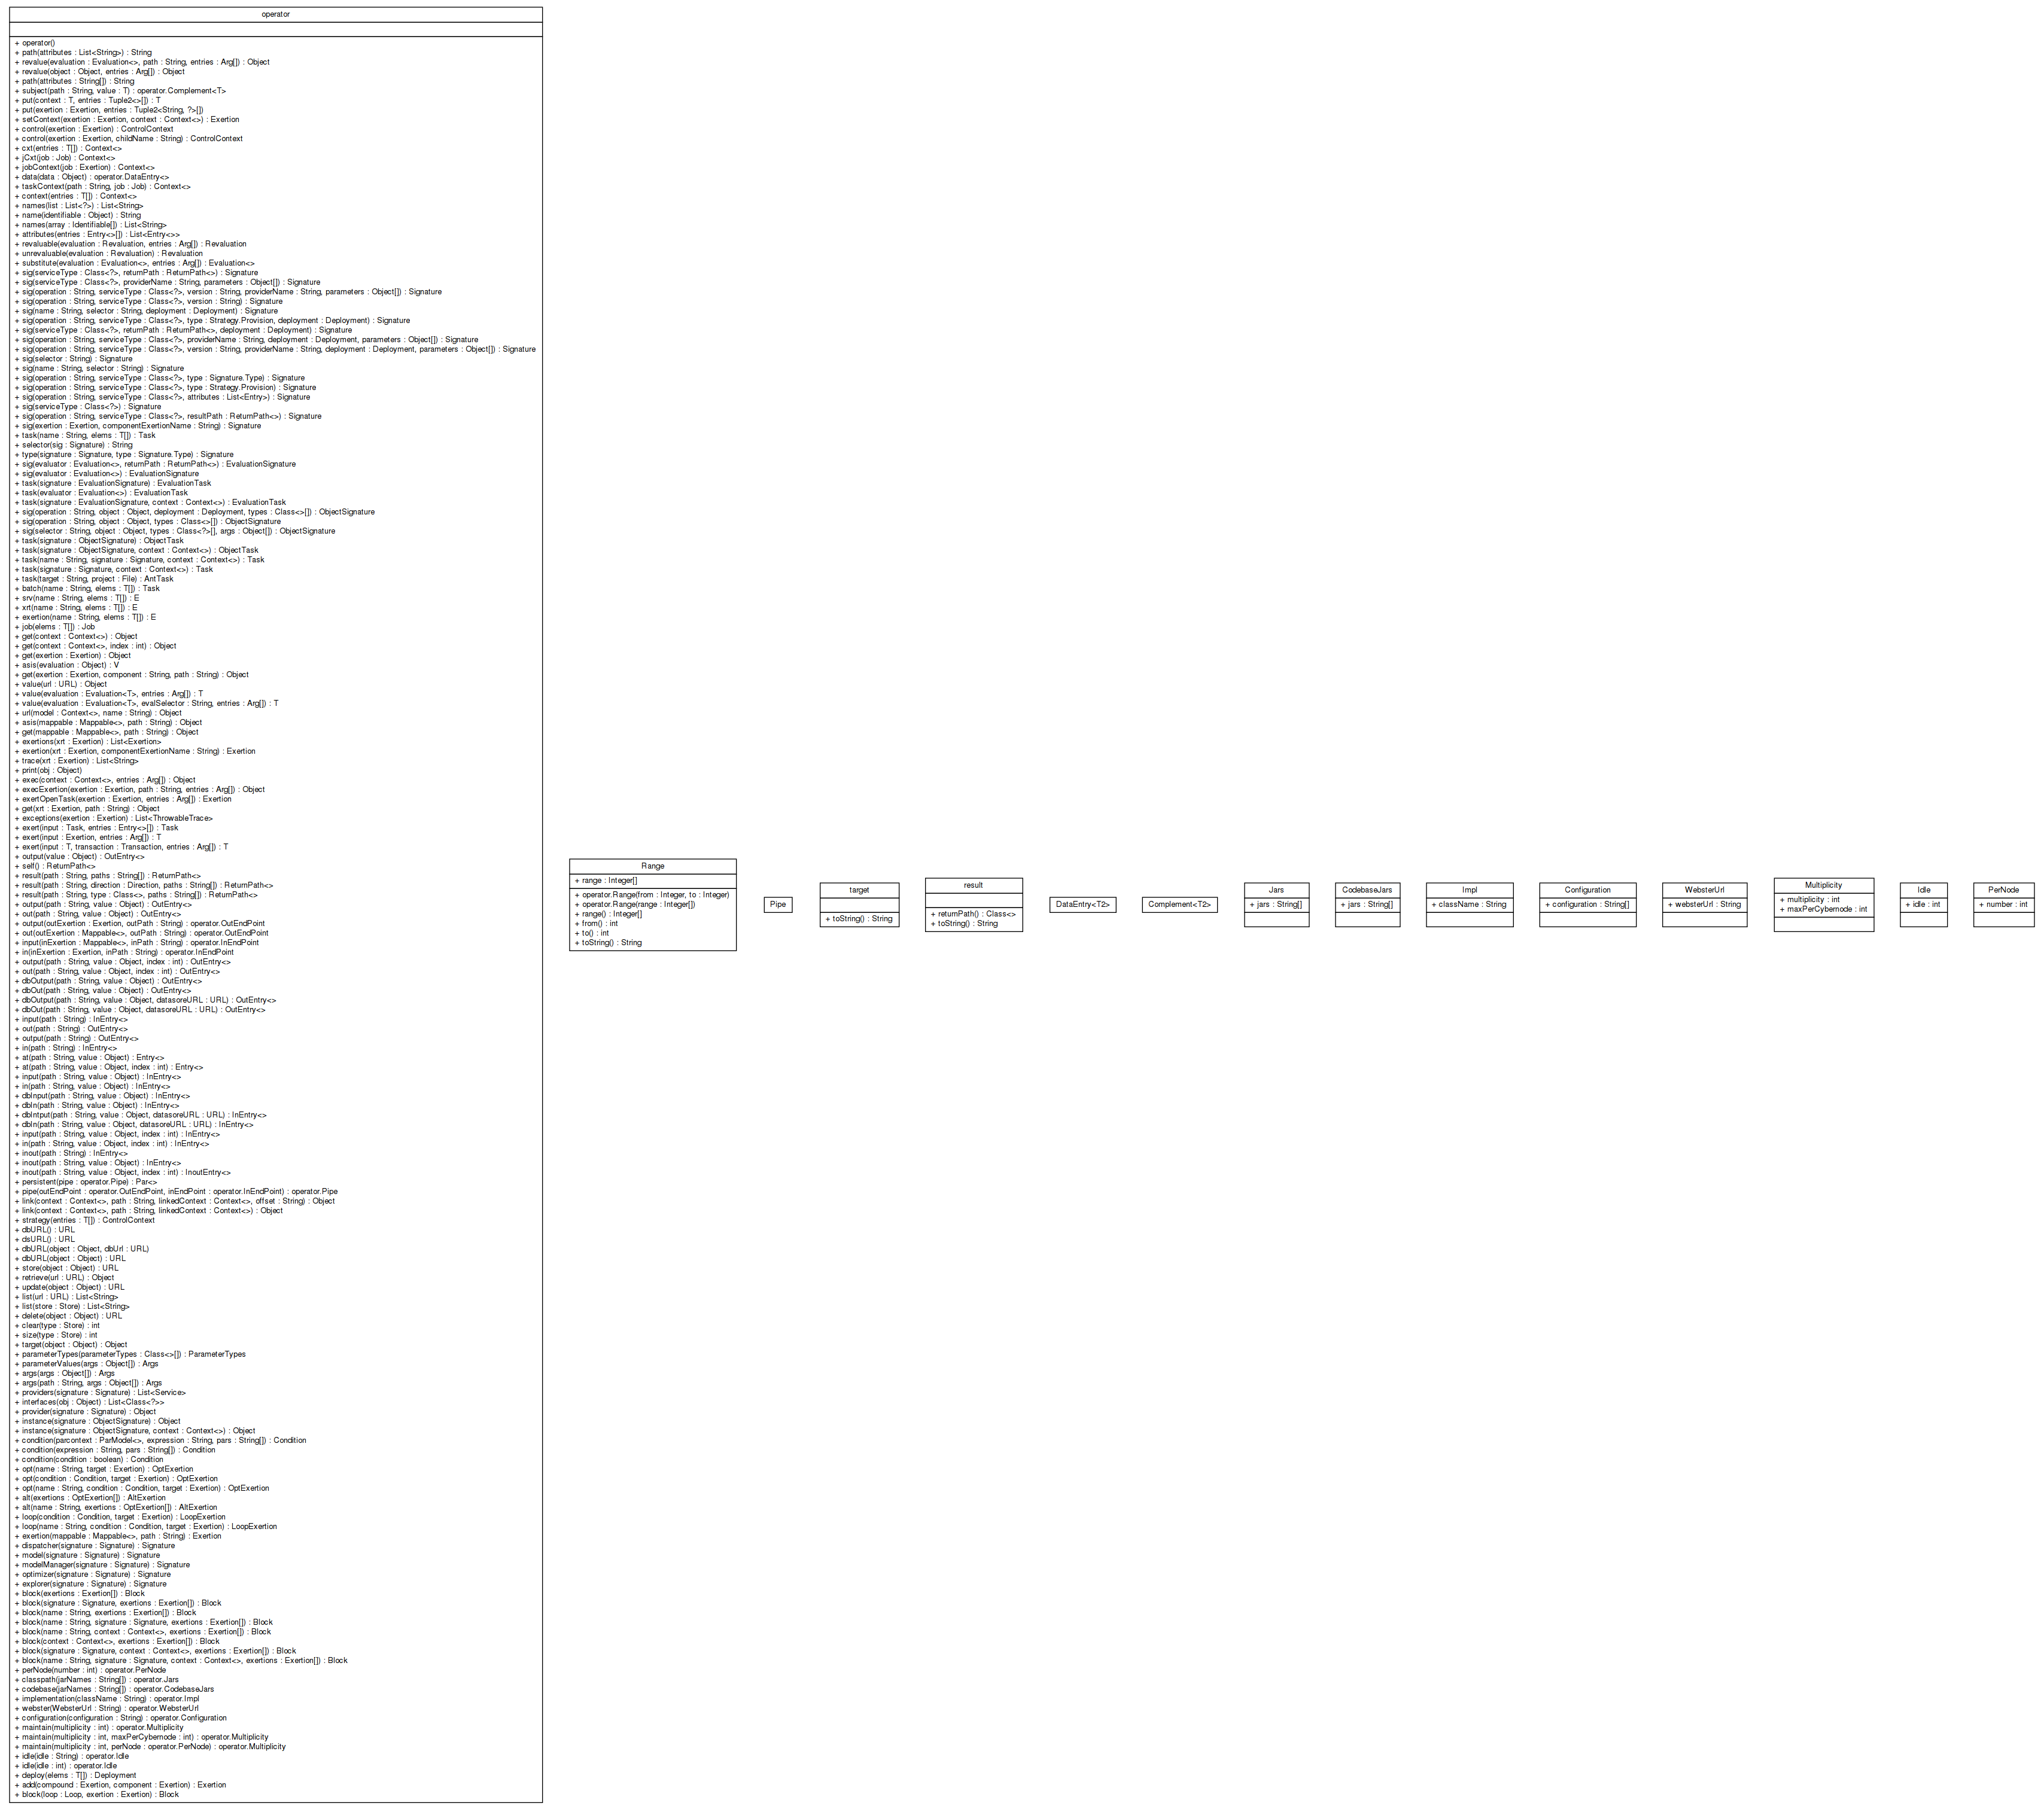 operator
+ operator()
+ path(attributes : List<String>) : String
+ revalue(evaluation : Evaluation<>, path : String, entries : Arg[]) : Object
+ revalue(object : Object, entries : Arg[]) : Object
+ path(attributes : String[]) : String
+ subject(path : String, value : T) : operator.Complement<T>
+ put(context : T, entries : Tuple2<>[]) : T
+ put(exertion : Exertion, entries : Tuple2<String, ?>[])
+ setContext(exertion : Exertion, context : Context<>) : Exertion
+ control(exertion : Exertion) : ControlContext
+ control(exertion : Exertion, childName : String) : ControlContext
+ cxt(entries : T[]) : Context<>
+ jCxt(job : Job) : Context<>
+ jobContext(job : Exertion) : Context<>
+ data(data : Object) : operator.DataEntry<>
+ taskContext(path : String, job : Job) : Context<>
+ context(entries : T[]) : Context<>
+ names(list : List<?>) : List<String>
+ name(identifiable : Object) : String
+ names(array : Identifiable[]) : List<String>
+ attributes(entries : Entry<>[]) : List<Entry<>>
+ revaluable(evaluation : Revaluation, entries : Arg[]) : Revaluation
+ unrevaluable(evaluation : Revaluation) : Revaluation
+ substitute(evaluation : Evaluation<>, entries : Arg[]) : Evaluation<>
+ sig(serviceType : Class<?>, returnPath : ReturnPath<>) : Signature
+ sig(serviceType : Class<?>, providerName : String, parameters : Object[]) : Signature
+ sig(operation : String, serviceType : Class<?>, version : String, providerName : String, parameters : Object[]) : Signature
+ sig(operation : String, serviceType : Class<?>, version : String) : Signature
+ sig(name : String, selector : String, deployment : Deployment) : Signature
+ sig(operation : String, serviceType : Class<?>, type : Strategy.Provision, deployment : Deployment) : Signature
+ sig(serviceType : Class<?>, returnPath : ReturnPath<>, deployment : Deployment) : Signature
+ sig(operation : String, serviceType : Class<?>, providerName : String, deployment : Deployment, parameters : Object[]) : Signature
+ sig(operation : String, serviceType : Class<?>, version : String, providerName : String, deployment : Deployment, parameters : Object[]) : Signature
+ sig(selector : String) : Signature
+ sig(name : String, selector : String) : Signature
+ sig(operation : String, serviceType : Class<?>, type : Signature.Type) : Signature
+ sig(operation : String, serviceType : Class<?>, type : Strategy.Provision) : Signature
+ sig(operation : String, serviceType : Class<?>, attributes : List<Entry>) : Signature
+ sig(serviceType : Class<?>) : Signature
+ sig(operation : String, serviceType : Class<?>, resultPath : ReturnPath<>) : Signature
+ sig(exertion : Exertion, componentExertionName : String) : Signature
+ task(name : String, elems : T[]) : Task
+ selector(sig : Signature) : String
+ type(signature : Signature, type : Signature.Type) : Signature
+ sig(evaluator : Evaluation<>, returnPath : ReturnPath<>) : EvaluationSignature
+ sig(evaluator : Evaluation<>) : EvaluationSignature
+ task(signature : EvaluationSignature) : EvaluationTask
+ task(evaluator : Evaluation<>) : EvaluationTask
+ task(signature : EvaluationSignature, context : Context<>) : EvaluationTask
+ sig(operation : String, object : Object, deployment : Deployment, types : Class<>[]) : ObjectSignature
+ sig(operation : String, object : Object, types : Class<>[]) : ObjectSignature
+ sig(selector : String, object : Object, types : Class<?>[], args : Object[]) : ObjectSignature
+ task(signature : ObjectSignature) : ObjectTask
+ task(signature : ObjectSignature, context : Context<>) : ObjectTask
+ task(name : String, signature : Signature, context : Context<>) : Task
+ task(signature : Signature, context : Context<>) : Task
+ task(target : String, project : File) : AntTask
+ batch(name : String, elems : T[]) : Task
+ srv(name : String, elems : T[]) : E
+ xrt(name : String, elems : T[]) : E
+ exertion(name : String, elems : T[]) : E
+ job(elems : T[]) : Job
+ get(context : Context<>) : Object
+ get(context : Context<>, index : int) : Object
+ get(exertion : Exertion) : Object
+ asis(evaluation : Object) : V
+ get(exertion : Exertion, component : String, path : String) : Object
+ value(url : URL) : Object
+ value(evaluation : Evaluation<T>, entries : Arg[]) : T
+ value(evaluation : Evaluation<T>, evalSelector : String, entries : Arg[]) : T
+ url(model : Context<>, name : String) : Object
+ asis(mappable : Mappable<>, path : String) : Object
+ get(mappable : Mappable<>, path : String) : Object
+ exertions(xrt : Exertion) : List<Exertion>
+ exertion(xrt : Exertion, componentExertionName : String) : Exertion
+ trace(xrt : Exertion) : List<String>
+ print(obj : Object)
+ exec(context : Context<>, entries : Arg[]) : Object
+ execExertion(exertion : Exertion, path : String, entries : Arg[]) : Object
+ exertOpenTask(exertion : Exertion, entries : Arg[]) : Exertion
+ get(xrt : Exertion, path : String) : Object
+ exceptions(exertion : Exertion) : List<ThrowableTrace>
+ exert(input : Task, entries : Entry<>[]) : Task
+ exert(input : Exertion, entries : Arg[]) : T
+ exert(input : T, transaction : Transaction, entries : Arg[]) : T
+ output(value : Object) : OutEntry<>
+ self() : ReturnPath<>
+ result(path : String, paths : String[]) : ReturnPath<>
+ result(path : String, direction : Direction, paths : String[]) : ReturnPath<>
+ result(path : String, type : Class<>, paths : String[]) : ReturnPath<>
+ output(path : String, value : Object) : OutEntry<>
+ out(path : String, value : Object) : OutEntry<>
+ output(outExertion : Exertion, outPath : String) : operator.OutEndPoint
+ out(outExertion : Mappable<>, outPath : String) : operator.OutEndPoint
+ input(inExertion : Mappable<>, inPath : String) : operator.InEndPoint
+ in(inExertion : Exertion, inPath : String) : operator.InEndPoint
+ output(path : String, value : Object, index : int) : OutEntry<>
+ out(path : String, value : Object, index : int) : OutEntry<>
+ dbOutput(path : String, value : Object) : OutEntry<>
+ dbOut(path : String, value : Object) : OutEntry<>
+ dbOutput(path : String, value : Object, datasoreURL : URL) : OutEntry<>
+ dbOut(path : String, value : Object, datasoreURL : URL) : OutEntry<>
+ input(path : String) : InEntry<>
+ out(path : String) : OutEntry<>
+ output(path : String) : OutEntry<>
+ in(path : String) : InEntry<>
+ at(path : String, value : Object) : Entry<>
+ at(path : String, value : Object, index : int) : Entry<>
+ input(path : String, value : Object) : InEntry<>
+ in(path : String, value : Object) : InEntry<>
+ dbInput(path : String, value : Object) : InEntry<>
+ dbIn(path : String, value : Object) : InEntry<>
+ dbIntput(path : String, value : Object, datasoreURL : URL) : InEntry<>
+ dbIn(path : String, value : Object, datasoreURL : URL) : InEntry<>
+ input(path : String, value : Object, index : int) : InEntry<>
+ in(path : String, value : Object, index : int) : InEntry<>
+ inout(path : String) : InEntry<>
+ inout(path : String, value : Object) : InEntry<>
+ inout(path : String, value : Object, index : int) : InoutEntry<>
+ persistent(pipe : operator.Pipe) : Par<>
+ pipe(outEndPoint : operator.OutEndPoint, inEndPoint : operator.InEndPoint) : operator.Pipe
+ link(context : Context<>, path : String, linkedContext : Context<>, offset : String) : Object
+ link(context : Context<>, path : String, linkedContext : Context<>) : Object
+ strategy(entries : T[]) : ControlContext
+ dbURL() : URL
+ dsURL() : URL
+ dbURL(object : Object, dbUrl : URL)
+ dbURL(object : Object) : URL
+ store(object : Object) : URL
+ retrieve(url : URL) : Object
+ update(object : Object) : URL
+ list(url : URL) : List<String>
+ list(store : Store) : List<String>
+ delete(object : Object) : URL
+ clear(type : Store) : int
+ size(type : Store) : int
+ target(object : Object) : Object
+ parameterTypes(parameterTypes : Class<>[]) : ParameterTypes
+ parameterValues(args : Object[]) : Args
+ args(args : Object[]) : Args
+ args(path : String, args : Object[]) : Args
+ providers(signature : Signature) : List<Service>
+ interfaces(obj : Object) : List<Class<?>>
+ provider(signature : Signature) : Object
+ instance(signature : ObjectSignature) : Object
+ instance(signature : ObjectSignature, context : Context<>) : Object
+ condition(parcontext : ParModel<>, expression : String, pars : String[]) : Condition
+ condition(expression : String, pars : String[]) : Condition
+ condition(condition : boolean) : Condition
+ opt(name : String, target : Exertion) : OptExertion
+ opt(condition : Condition, target : Exertion) : OptExertion
+ opt(name : String, condition : Condition, target : Exertion) : OptExertion
+ alt(exertions : OptExertion[]) : AltExertion
+ alt(name : String, exertions : OptExertion[]) : AltExertion
+ loop(condition : Condition, target : Exertion) : LoopExertion
+ loop(name : String, condition : Condition, target : Exertion) : LoopExertion
+ exertion(mappable : Mappable<>, path : String) : Exertion
+ dispatcher(signature : Signature) : Signature
+ model(signature : Signature) : Signature
+ modelManager(signature : Signature) : Signature
+ optimizer(signature : Signature) : Signature
+ explorer(signature : Signature) : Signature
+ block(exertions : Exertion[]) : Block
+ block(signature : Signature, exertions : Exertion[]) : Block
+ block(name : String, exertions : Exertion[]) : Block
+ block(name : String, signature : Signature, exertions : Exertion[]) : Block
+ block(name : String, context : Context<>, exertions : Exertion[]) : Block
+ block(context : Context<>, exertions : Exertion[]) : Block
+ block(signature : Signature, context : Context<>, exertions : Exertion[]) : Block
+ block(name : String, signature : Signature, context : Context<>, exertions : Exertion[]) : Block
+ perNode(number : int) : operator.PerNode
+ classpath(jarNames : String[]) : operator.Jars
+ codebase(jarNames : String[]) : operator.CodebaseJars
+ implementation(className : String) : operator.Impl
+ webster(WebsterUrl : String) : operator.WebsterUrl
+ configuration(configuration : String) : operator.Configuration
+ maintain(multiplicity : int) : operator.Multiplicity
+ maintain(multiplicity : int, maxPerCybernode : int) : operator.Multiplicity
+ maintain(multiplicity : int, perNode : operator.PerNode) : operator.Multiplicity
+ idle(idle : String) : operator.Idle
+ idle(idle : int) : operator.Idle
+ deploy(elems : T[]) : Deployment
+ add(compound : Exertion, component : Exertion) : Exertion
+ block(loop : Loop, exertion : Exertion) : Block
Range
+ range : Integer[]
+ operator.Range(from : Integer, to : Integer)
+ operator.Range(range : Integer[])
+ range() : Integer[]
+ from() : int
+ to() : int
+ toString() : String
Pipe
target
+ toString() : String
result
+ returnPath() : Class<>
+ toString() : String
DataEntry<T2>
Complement<T2>
Jars
+ jars : String[]
CodebaseJars
+ jars : String[]
Impl
+ className : String
Configuration
+ configuration : String[]
WebsterUrl
+ websterUrl : String
Multiplicity
+ multiplicity : int
+ maxPerCybernode : int
Idle
+ idle : int
PerNode
+ number : int